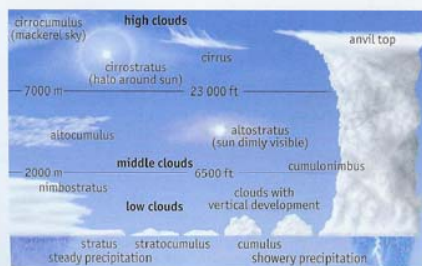 cirrocumulus
(mackerel sky)
high clouds
cirrus
anvil top
cirrostratus
(halo around sun)
7000 m
23 000 ft
altocumulus
altostratus
(sun dimly visible)
middle clouds
cumulonimbus
2000 m
6500 ft
nimbostratus
low clouds
clouds with
vertical development
stratus
stratocumulus
cumulus
steady precipitation
showery precipitation